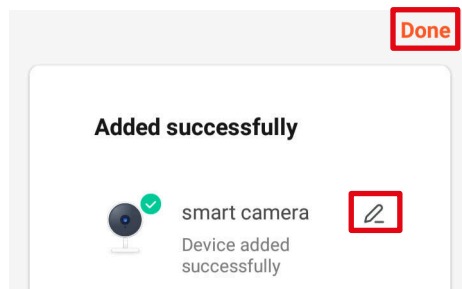 Done
Added successfully
smart camera
Device added
successfully